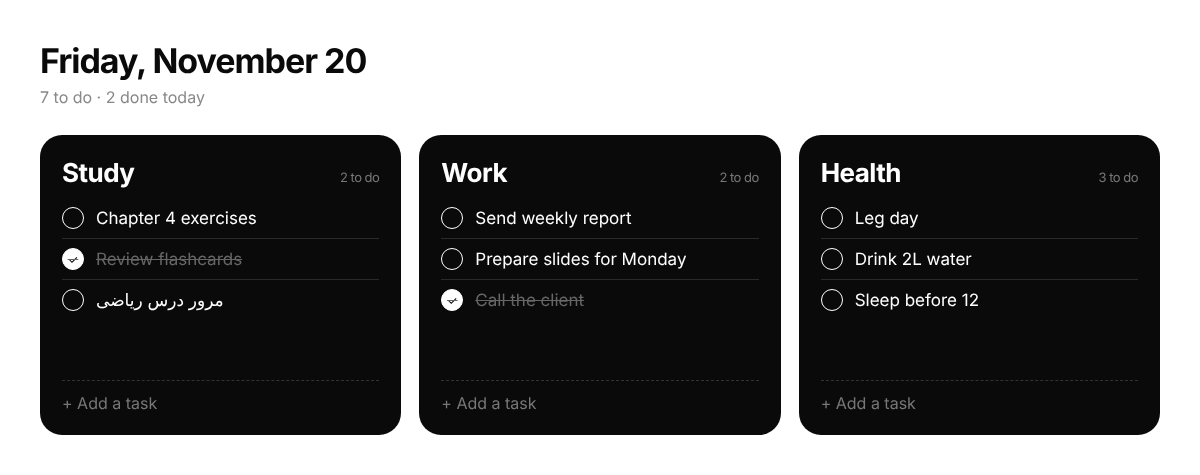 Friday, November 20
7 to do · 2 done today
Study
2 to do
Chapter 4 exercises
Review flashcards
مرور درس ریاضی
+ Add a task
Work
2 to do
Send weekly report
Prepare slides for Monday
Call the client
+ Add a task
Health
3 to do
Leg day
Drink 2L water
Sleep before 12
+ Add a task